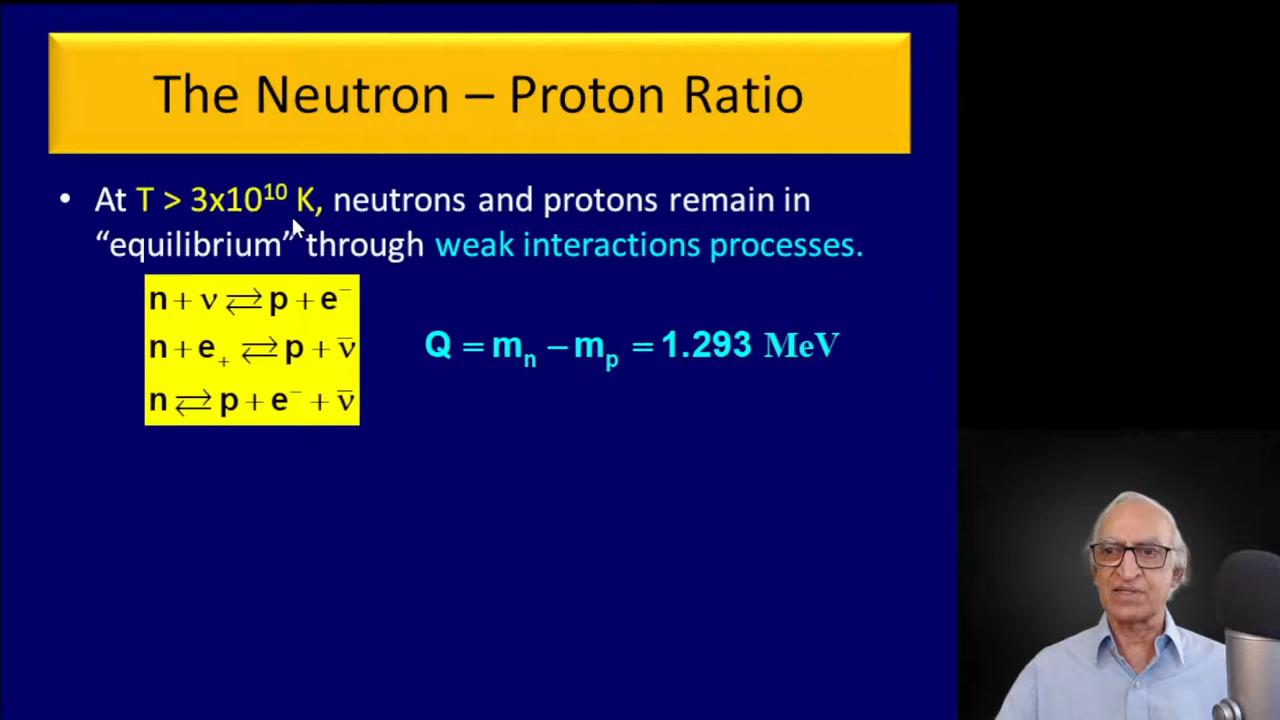 The Neutron – Proton Ratio
• At T > 3x10¹⁰ K, neutrons and protons remain in
“equilibrium” through weak interactions processes.
n + ν ⇄ p + e⁻
n + e₊ ⇄ p + ν̅
n ⇄ p + e⁻ + ν̅
Q = mₙ − mₚ = 1.293 MeV